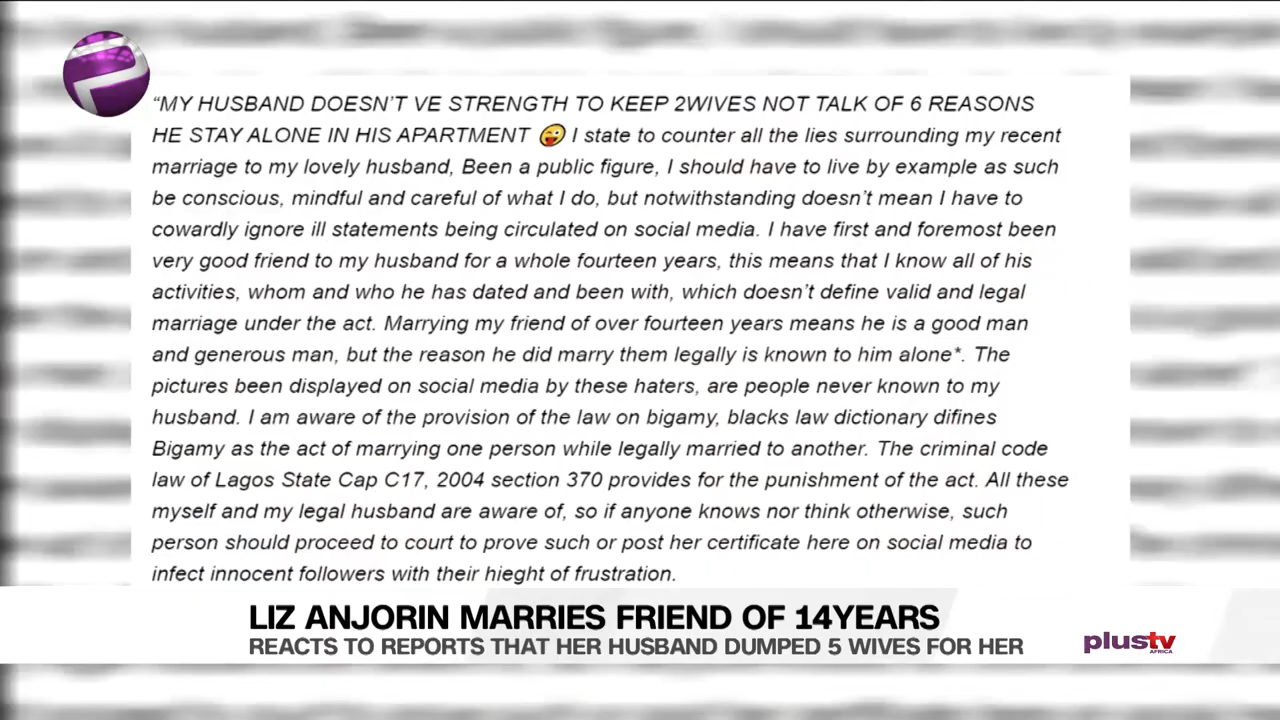 “MY HUSBAND DOESN’T VE STRENGTH TO KEEP 2WIVES NOT TALK OF 6 REASONS
HE STAY ALONE IN HIS APARTMENT 😜 I state to counter all the lies surrounding my recent
marriage to my lovely husband, Been a public figure, I should have to live by example as such
be conscious, mindful and careful of what I do, but notwithstanding doesn’t mean I have to
cowardly ignore ill statements being circulated on social media. I have first and foremost been
very good friend to my husband for a whole fourteen years, this means that I know all of his
activities, whom and who he has dated and been with, which doesn’t define valid and legal
marriage under the act. Marrying my friend of over fourteen years means he is a good man
and generous man, but the reason he did marry them legally is known to him alone*. The
pictures been displayed on social media by these haters, are people never known to my
husband. I am aware of the provision of the law on bigamy, blacks law dictionary difines
Bigamy as the act of marrying one person while legally married to another. The criminal code
law of Lagos State Cap C17, 2004 section 370 provides for the punishment of the act. All these
myself and my legal husband are aware of, so if anyone knows nor think otherwise, such
person should proceed to court to prove such or post her certificate here on social media to
infect innocent followers with their hieght of frustration.
LIZ ANJORIN MARRIES FRIEND OF 14YEARS
REACTS TO REPORTS THAT HER HUSBAND DUMPED 5 WIVES FOR HER
plustv
AFRICA